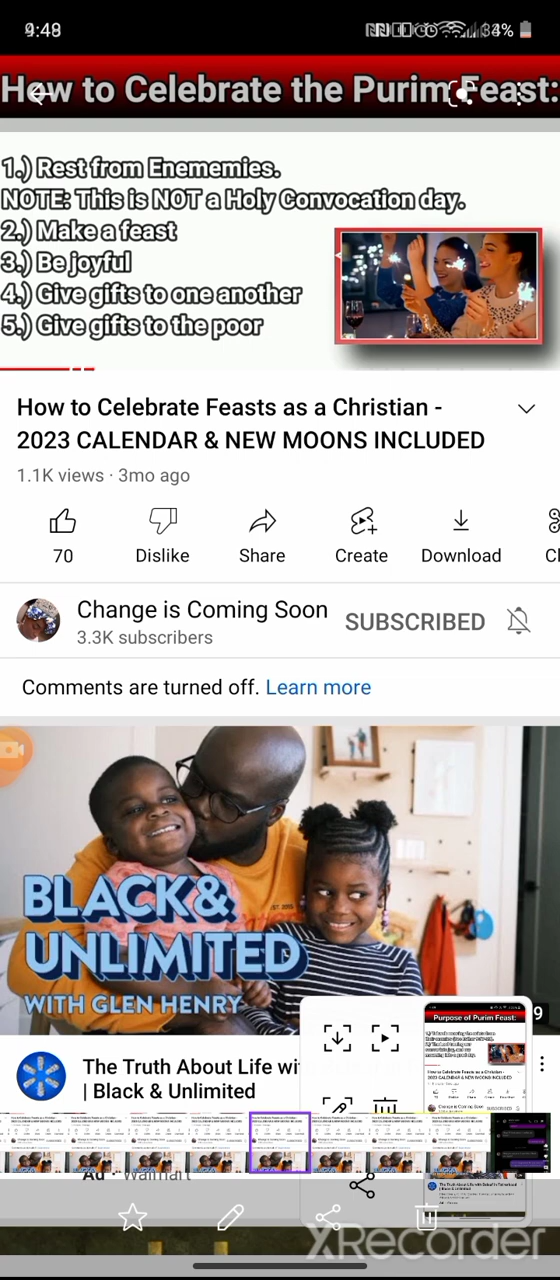 9:48
34%
How to Celebrate the Purim Feast:
1.) Rest from Enememies.
NOTE: This is NOT a Holy Convocation day.
2.) Make a feast
3.) Be joyful
4.) Give gifts to one another
5.) Give gifts to the poor
How to Celebrate Feasts as a Christian -
2023 CALENDAR & NEW MOONS INCLUDED
1.1K views · 3mo ago
70
Dislike
Share
Create
Download
Cl
Change is Coming Soon
3.3K subscribers
SUBSCRIBED
Comments are turned off. Learn more
BLACK&
UNLIMITED
WITH GLEN HENRY
Purpose of Purim Feast:
The Truth About Life wi
| Black & Unlimited
Ad · Walmart
XRecorder